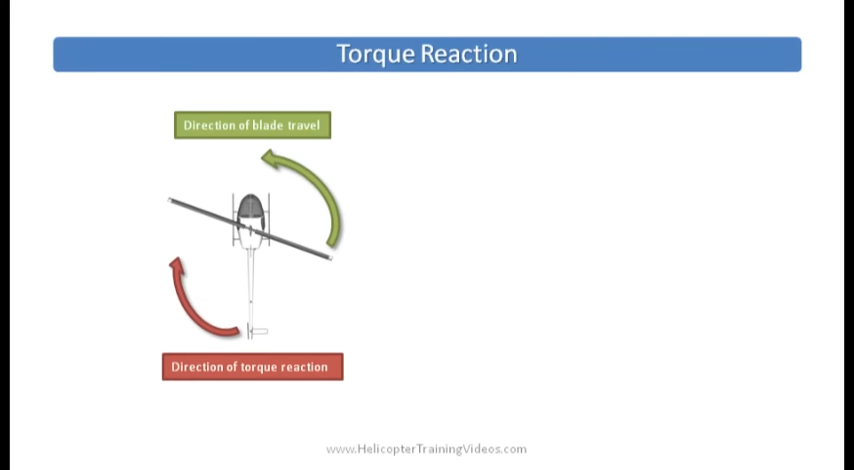 Torque Reaction
Direction of blade travel
Direction of torque reaction
www.HelicopterTrainingVideos.com